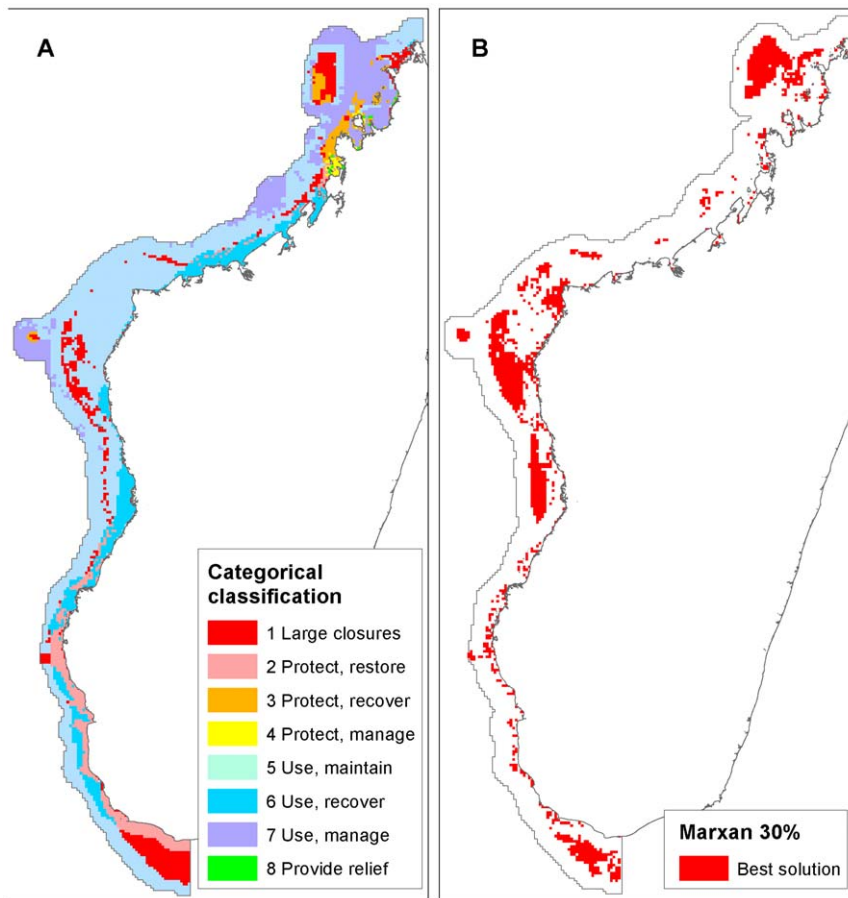 A
B
Categorical
classification
1 Large closures
2 Protect, restore
3 Protect, recover
4 Protect, manage
5 Use, maintain
6 Use, recover
7 Use, manage
8 Provide relief
Marxan 30%
Best solution